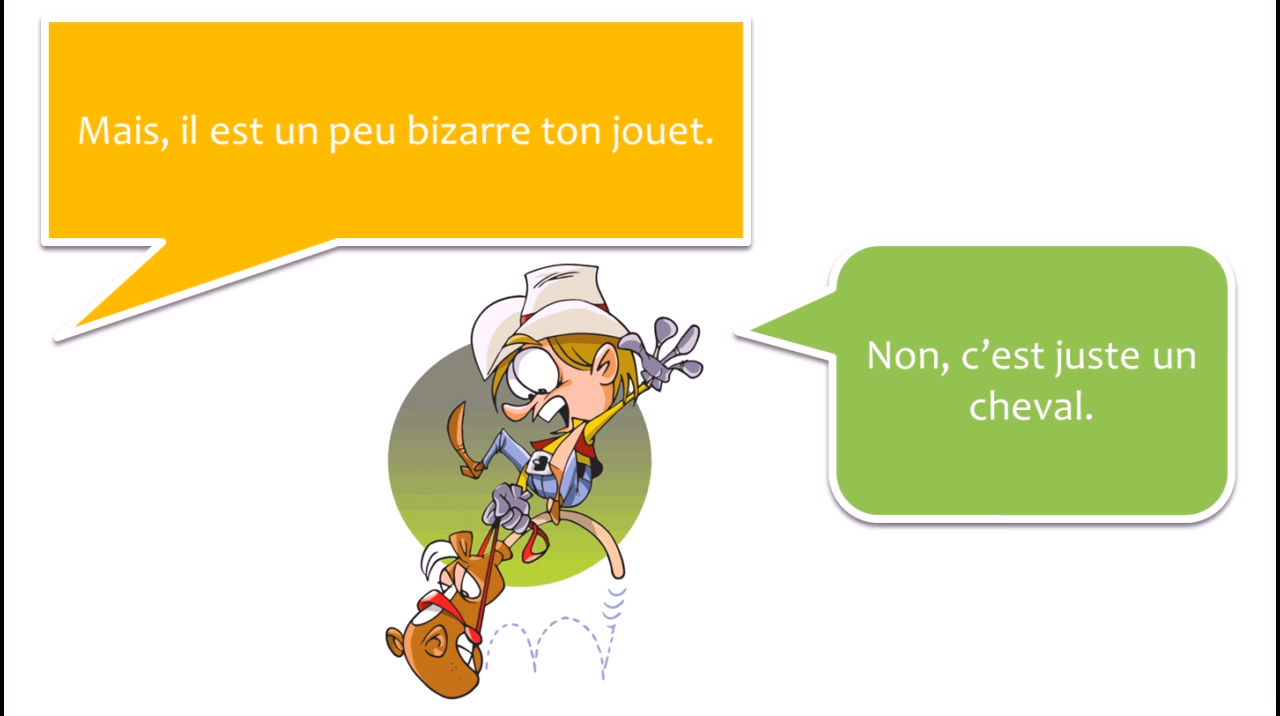 Mais, il est un peu bizarre ton jouet.
Non, c’est juste un
cheval.